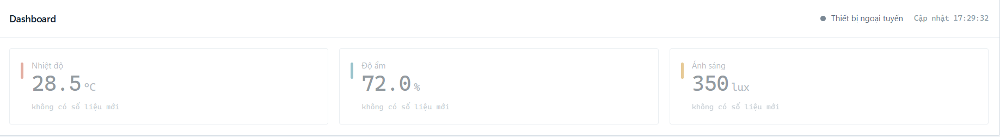 Dashboard
Thiết bị ngoại tuyến Cập nhật 17:29:32
Nhiệt độ
28.5 °C
không có số liệu mới
Độ ẩm
72.0 %
không có số liệu mới
Ánh sáng
350 lux
không có số liệu mới